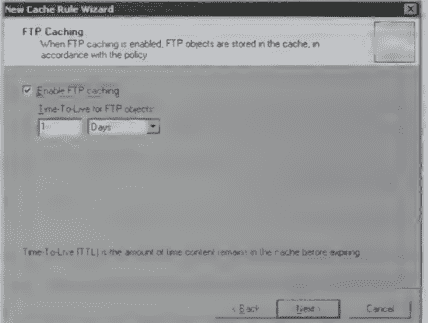 New Cache Rule Wizard
FTP Caching
When FTP caching is enabled, FTP objects are stored in the cache, in
accordance with the policy
Enable FTP caching
Time-To-Live for FTP objects:
1
Days
Time-To-Live (TTL) is the amount of time content remains in the cache before expiring
< Back
Next >
Cancel